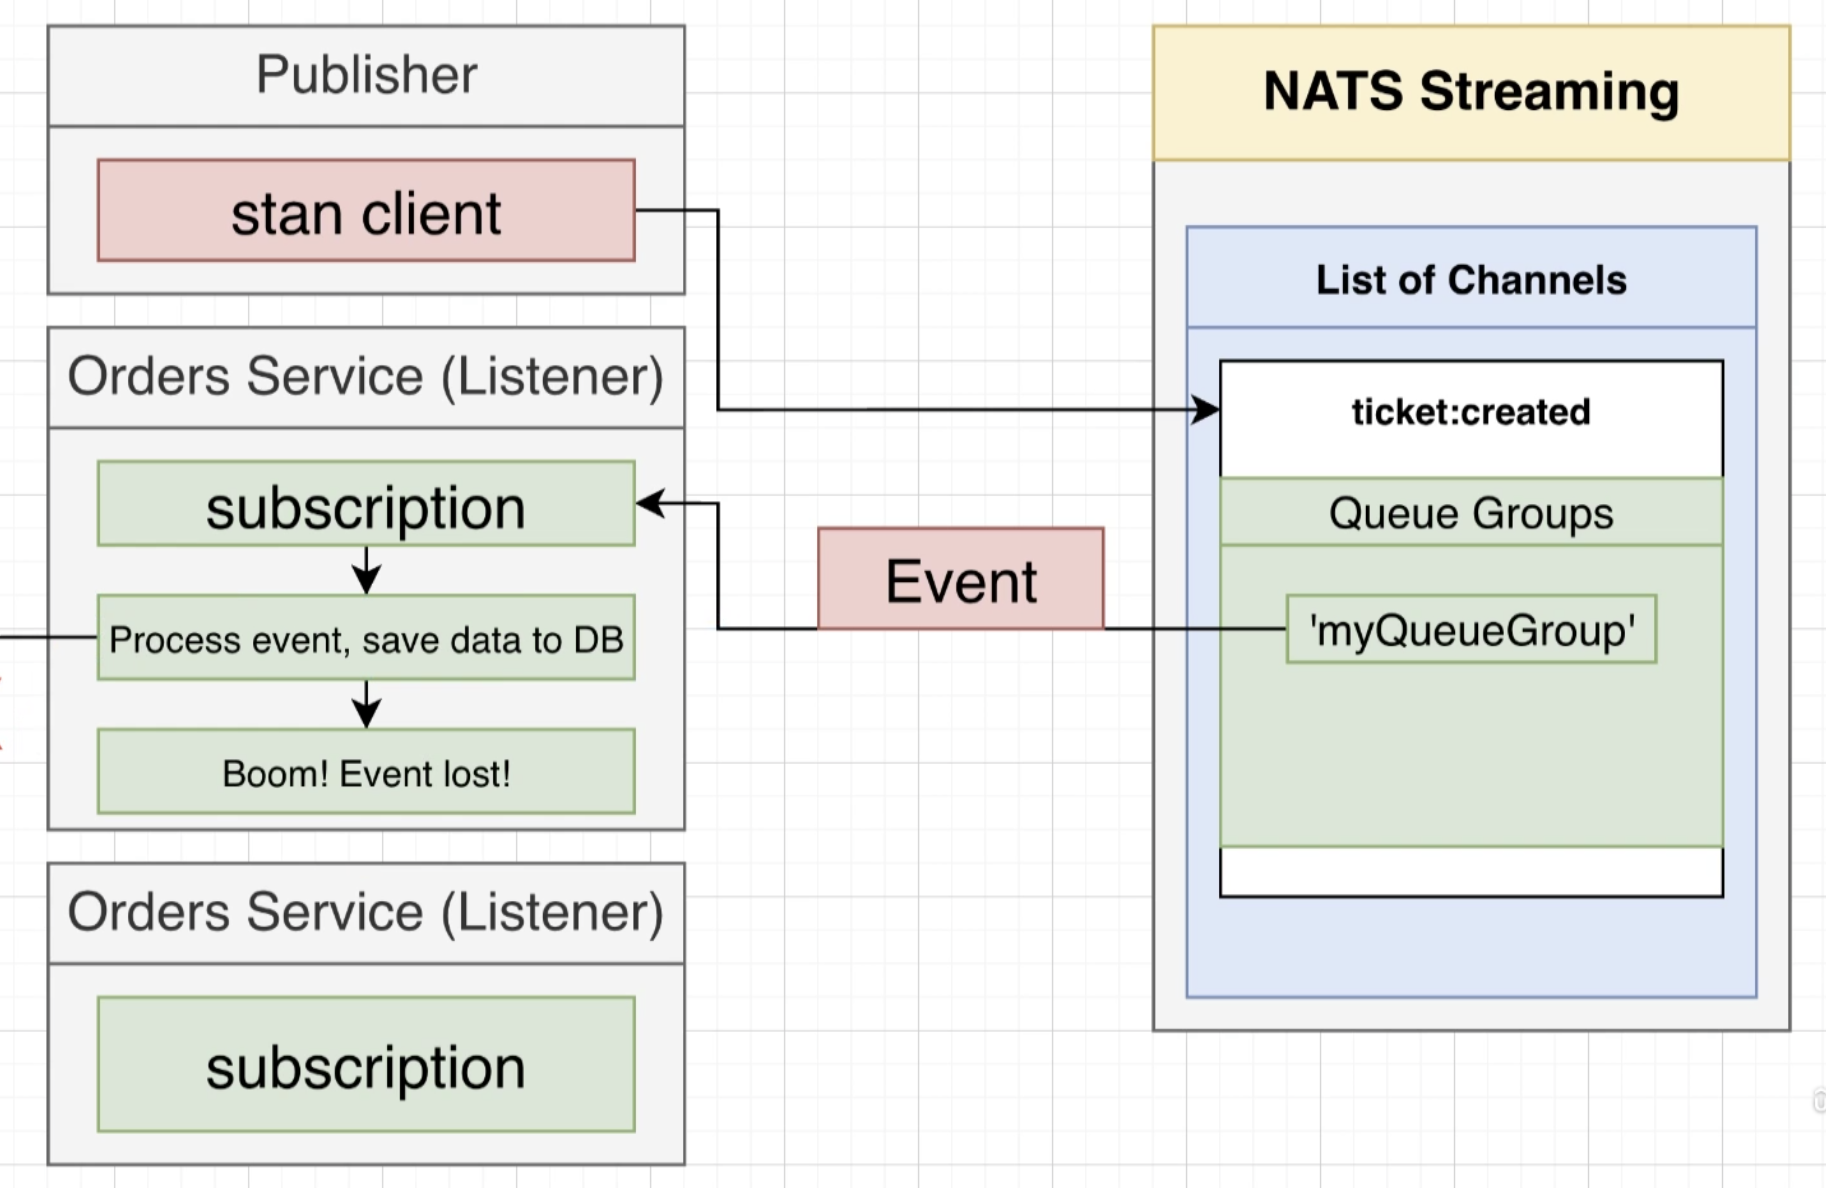 Publisher
stan client
Orders Service (Listener)
subscription
Process event, save data to DB
Boom! Event lost!
Orders Service (Listener)
subscription
Event
NATS Streaming
List of Channels
ticket:created
Queue Groups
'myQueueGroup'